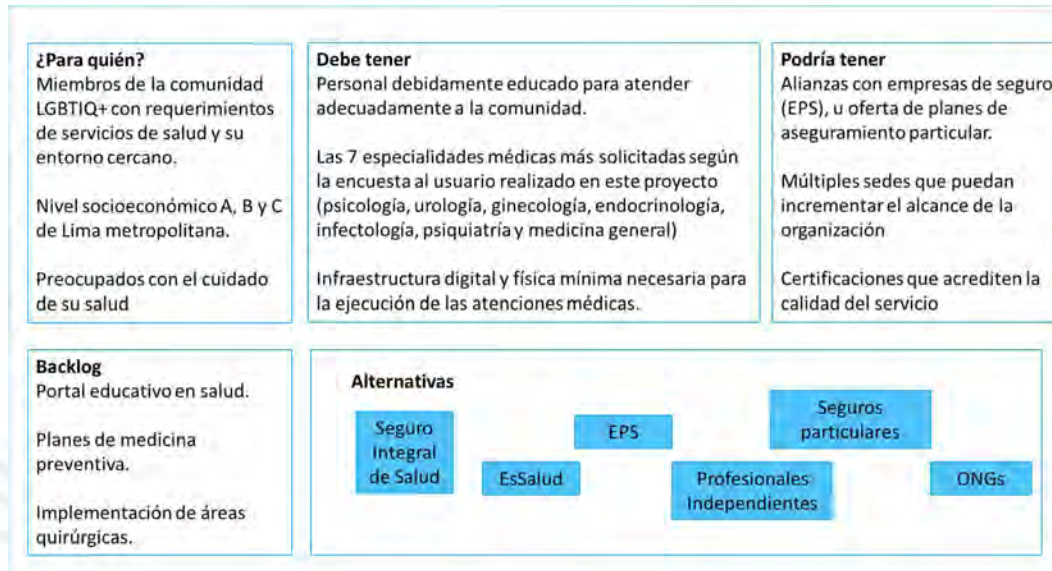 ¿Para quién?
Miembros de la comunidad
LGBTIQ+ con requerimientos
de servicios de salud y su
entorno cercano.
Nivel socioeconómico A, B y C
de Lima metropolitana.
Preocupados con el cuidado
de su salud
Debe tener
Personal debidamente educado para atender
adecuadamente a la comunidad.
Las 7 especialidades médicas más solicitadas según
la encuesta al usuario realizado en este proyecto
(psicología, urología, ginecología, endocrinología,
infectología, psiquiatría y medicina general)
Infraestructura digital y física mínima necesaria para
la ejecución de las atenciones médicas.
Podría tener
Alianzas con empresas de seguro
(EPS), u oferta de planes de
aseguramiento particular.
Múltiples sedes que puedan
incrementar el alcance de la
organización
Certificaciones que acrediten la
calidad del servicio
Backlog
Portal educativo en salud.
Planes de medicina
preventiva.
Implementación de áreas
quirúrgicas.
Alternativas
Seguro
Integral
de Salud
EsSalud
EPS
Profesionales
Independientes
Seguros
particulares
ONGs